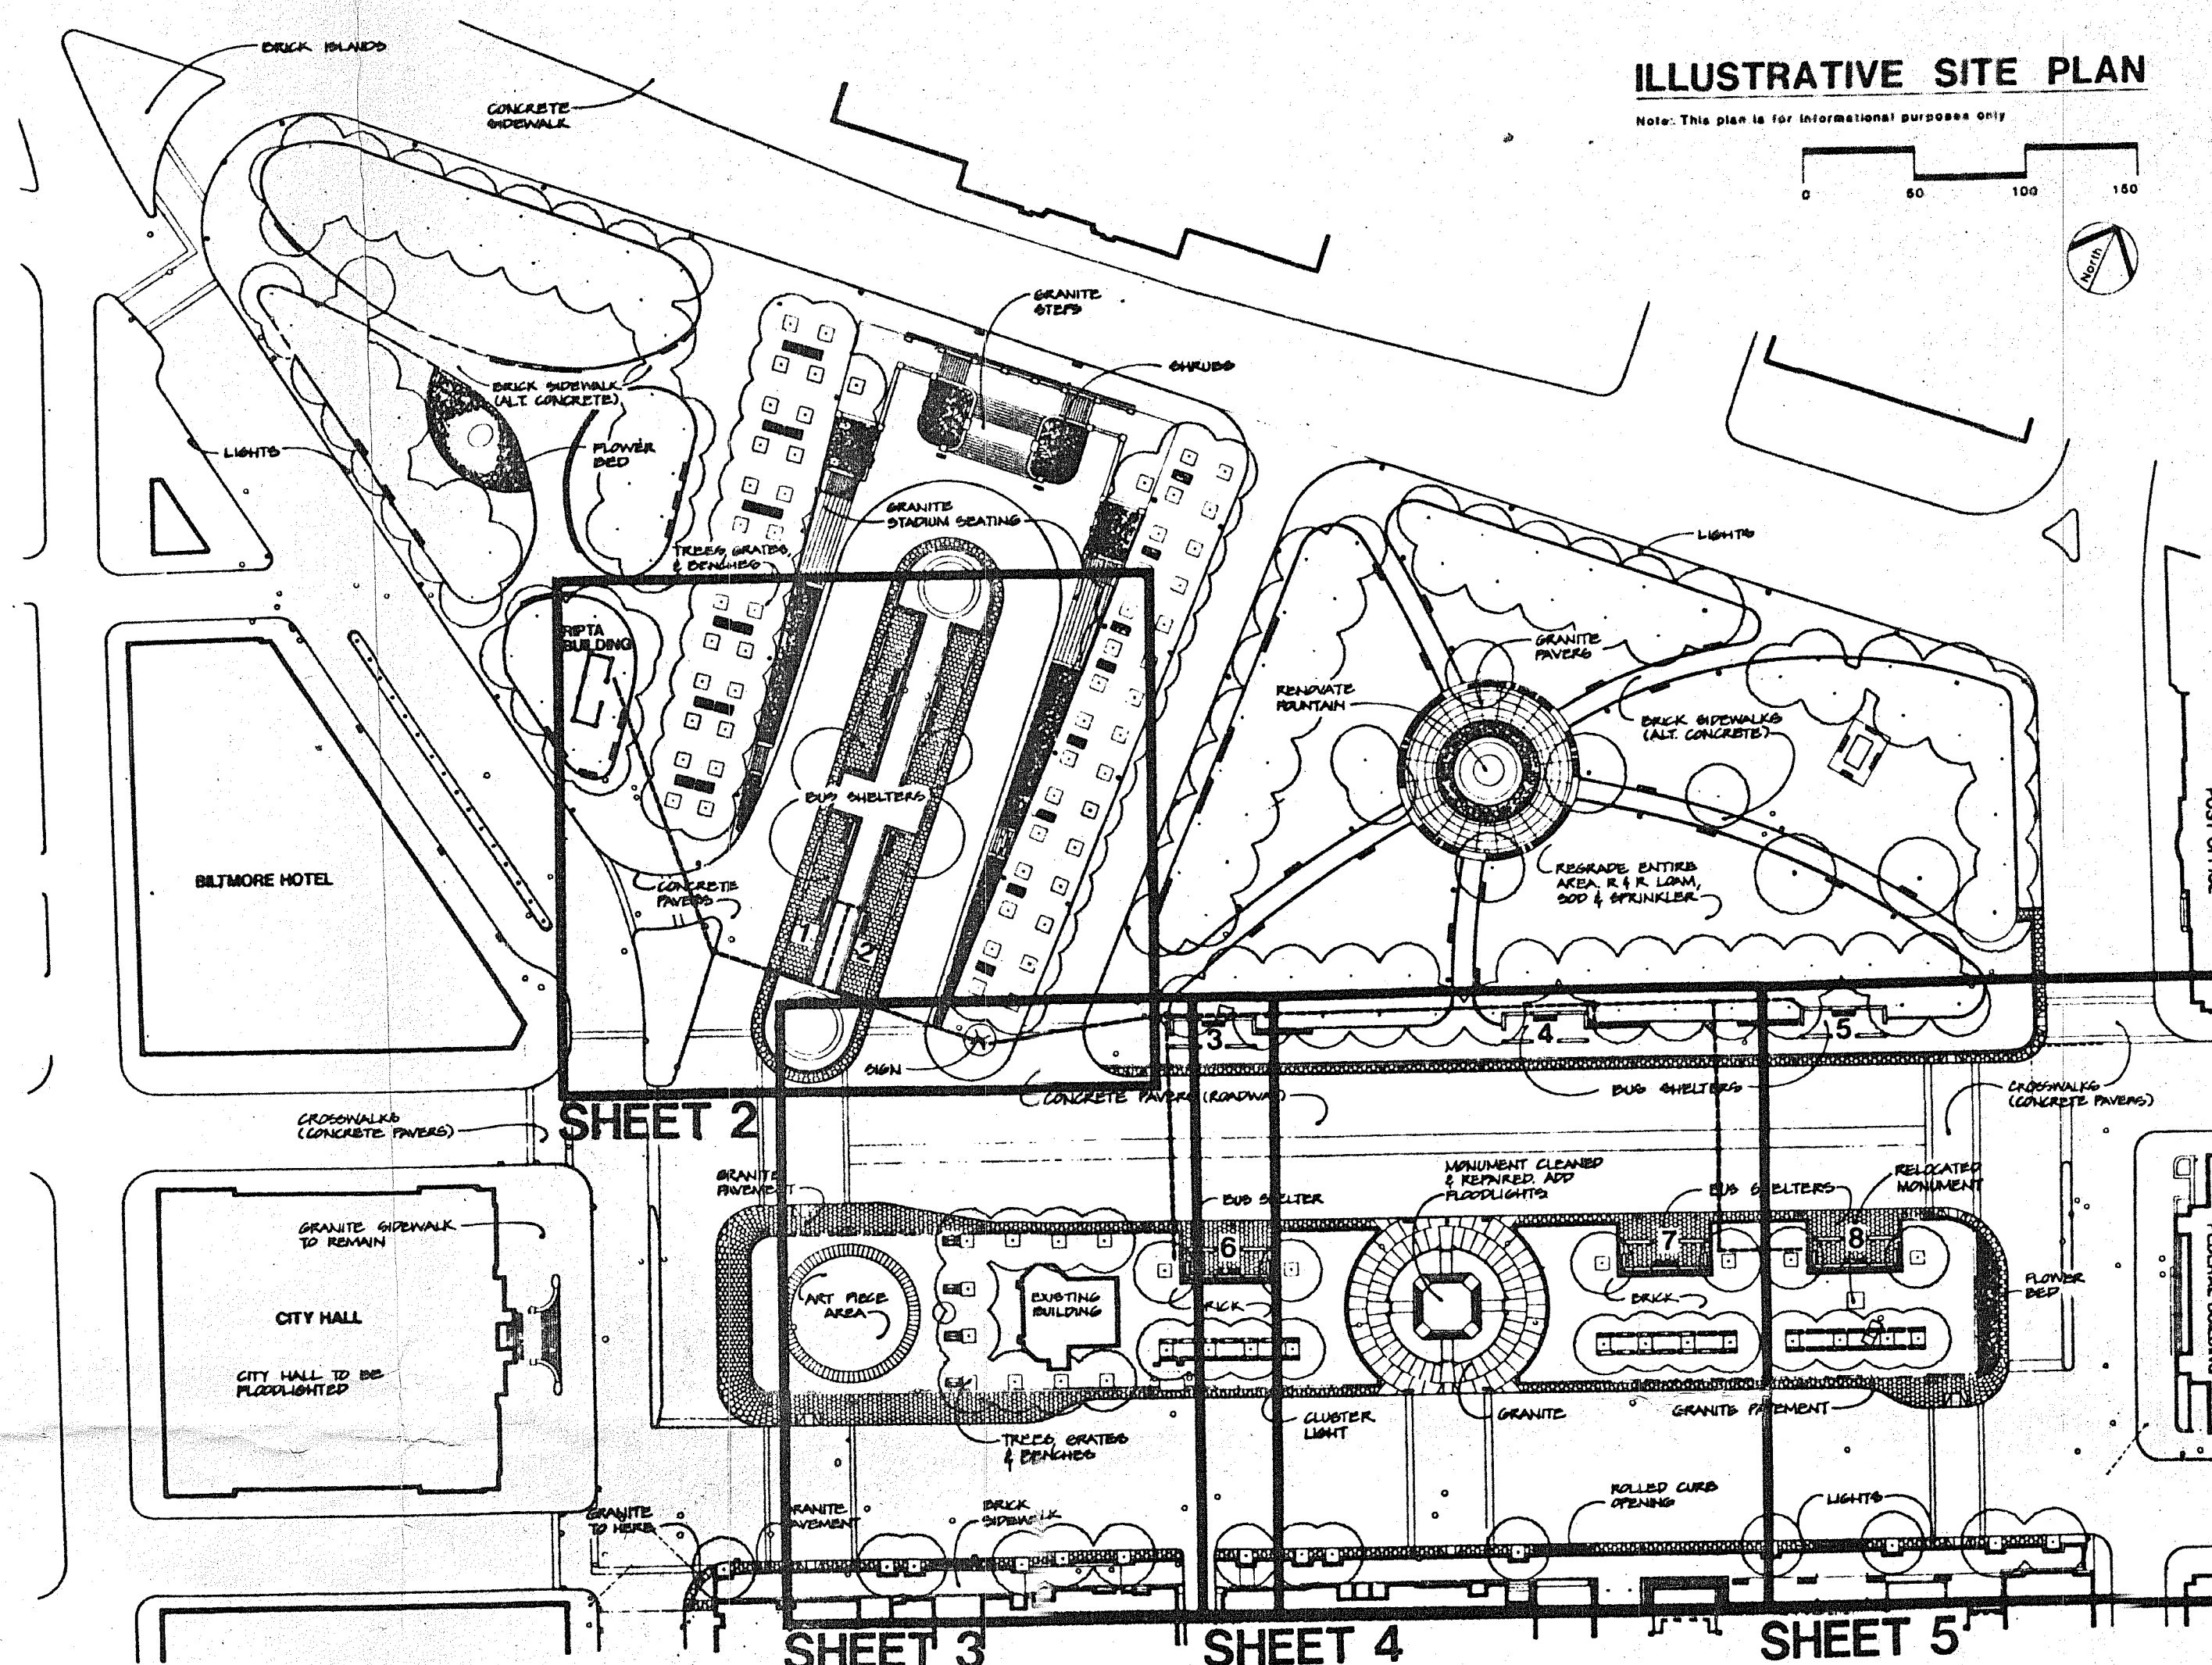 ILLUSTRATIVE SITE PLAN
Note: This plan is for informational purposes only
0 50 100 150
North
BRICK ISLANDS
CONCRETE
SIDEWALK
GRANITE
STEPS
SHRUBS
BRICK SIDEWALK
(ALT. CONCRETE)
LIGHTS
FLOWER
BED
GRANITE
STADIUM SEATING
TREES, GRATES,
& BENCHES
LIGHTS
RIPTA
BUILDING
GRANITE
PAVERS
RENOVATE
FOUNTAIN
BRICK SIDEWALKS
(ALT. CONCRETE)
BUS SHELTERS
BILTMORE HOTEL
CONCRETE
PAVERS
REGRADE ENTIRE
AREA. R & R LOAM,
SOD & SPRINKLER
1
2
3
4
5
SIGN
BUS SHELTERS
CONCRETE PAVERS (ROADWAY)
CROSSWALKS
(CONCRETE PAVERS)
SHEET 2
CROSSWALKS
(CONCRETE PAVERS)
GRANITE
PAVEMENT
BUS SHELTER
MONUMENT CLEANED
& REPAIRED. ADD
FLOODLIGHTS
BUS SHELTERS
RELOCATED
MONUMENT
GRANITE SIDEWALK
TO REMAIN
6
7
8
ART PIECE
AREA
EXISTING
BUILDING
BRICK
BRICK
FLOWER
BED
CITY HALL
CITY HALL TO BE
FLOODLIGHTED
CLUSTER
LIGHT
GRANITE
GRANITE PAVEMENT
TREES, GRATES
& BENCHES
GRANITE
TO HERE
GRANITE
PAVEMENT
BRICK
SIDEWALK
ROLLED CURB
OPENING
LIGHTS
SHEET 3
SHEET 4
SHEET 5